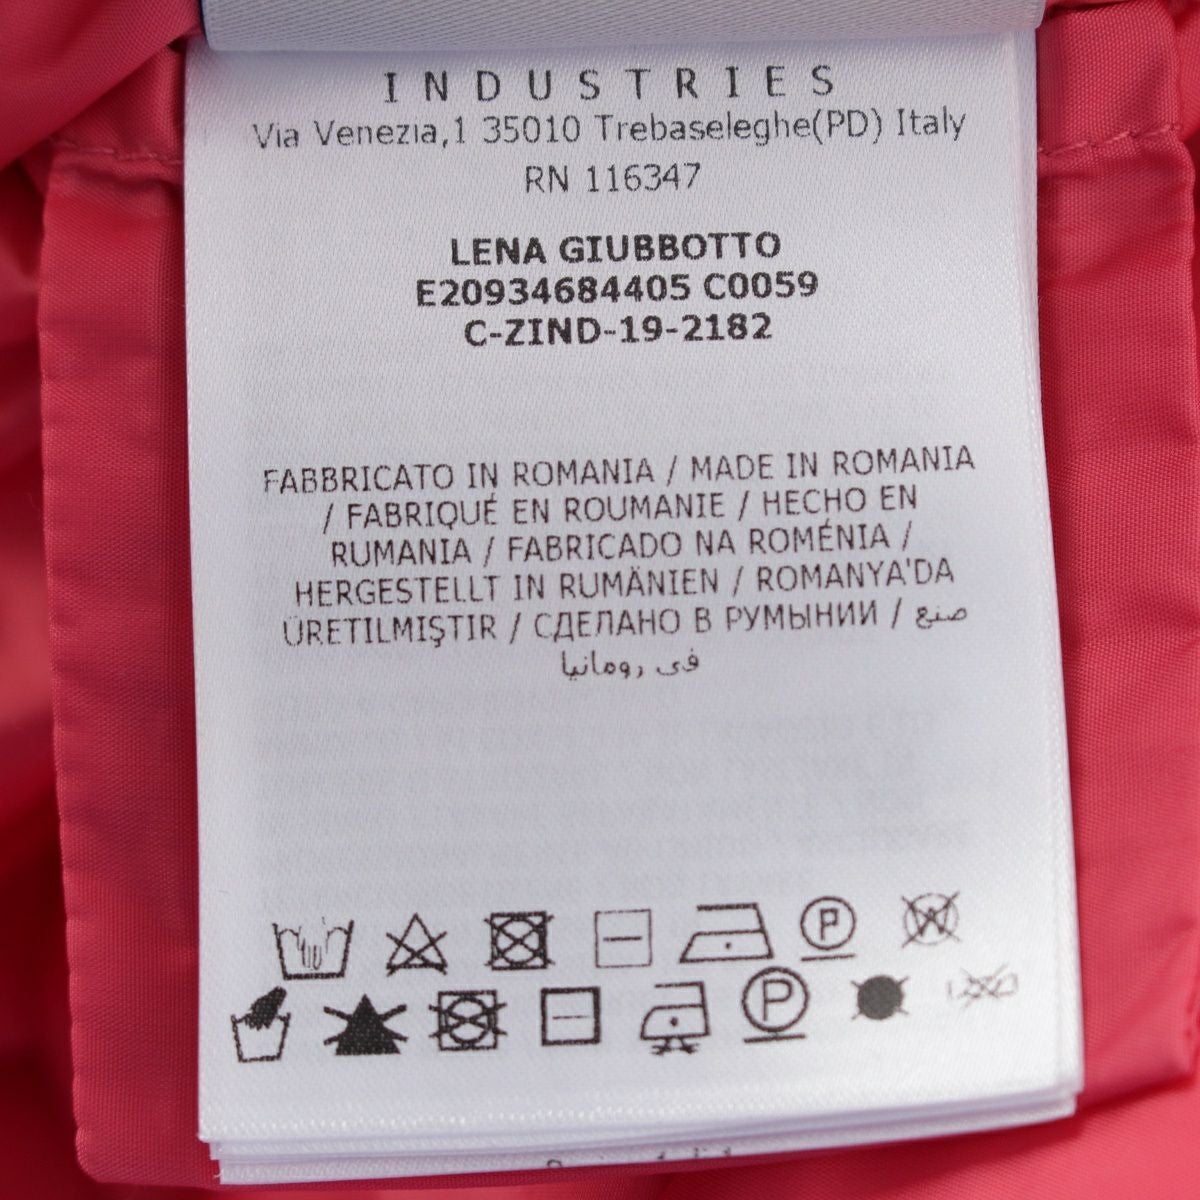 INDUSTRIES
Via Venezia,1 35010 Trebaseleghe(PD) Italy
RN 116347
LENA GIUBBOTTO
E20934684405 C0059
C-ZIND-19-2182
FABBRICATO IN ROMANIA / MADE IN ROMANIA
/ FABRIQUÉ EN ROUMANIE / HECHO EN
RUMANIA / FABRICADO NA ROMÉNIA /
HERGESTELLT IN RUMÄNIEN / ROMANYA'DA
ÜRETILMIŞTIR / СДЕЛАНО В РУМЫНИИ / صنع
في رومانيا
P W
P